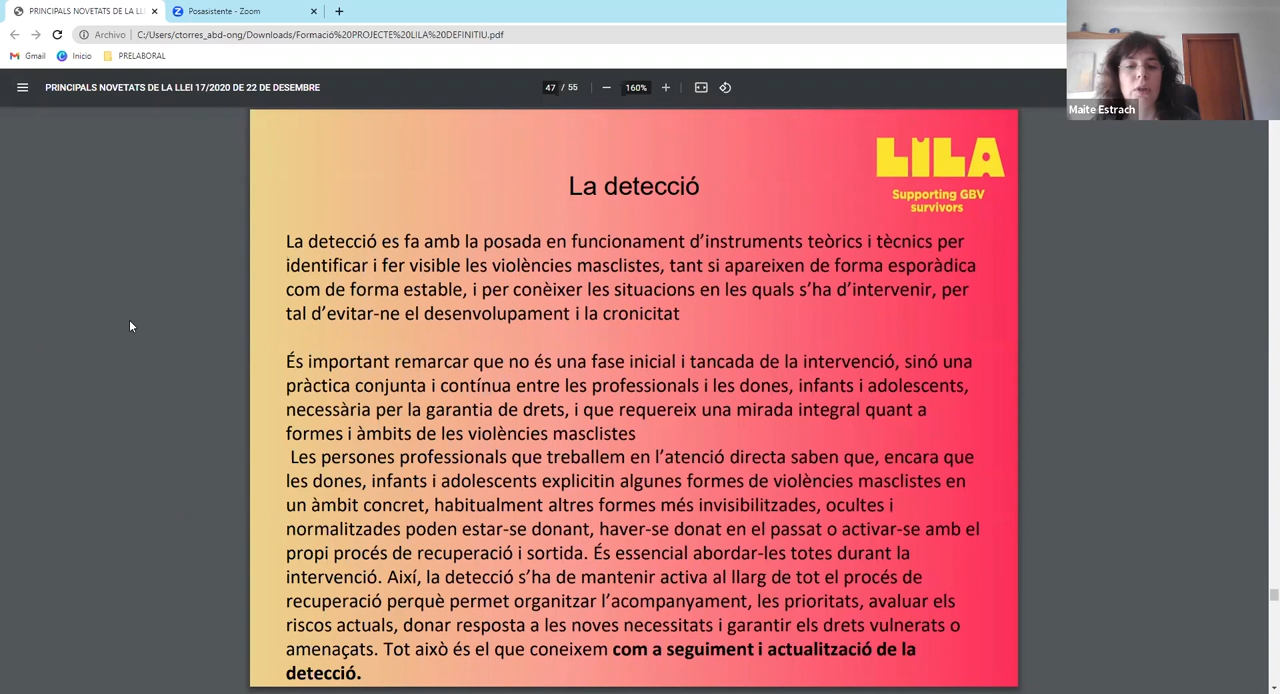 PRINCIPALS NOVETATS DE LA LLI
Posasistente - Zoom
Archivo
C:/Users/ctorres_abd-ong/Downloads/Formació%20PROJECTE%20LILA%20DEFINITIU.pdf
Gmail
Inicio
PRELABORAL
PRINCIPALS NOVETATS DE LA LLEI 17/2020 DE 22 DE DESEMBRE
47 / 55
160%
Maite Estrach
LILA
Supporting GBV
survivors
La detecció
La detecció es fa amb la posada en funcionament d’instruments teòrics i tècnics per
identificar i fer visible les violències masclistes, tant si apareixen de forma esporàdica
com de forma estable, i per conèixer les situacions en les quals s’ha d’intervenir, per
tal d’evitar-ne el desenvolupament i la cronicitat
És important remarcar que no és una fase inicial i tancada de la intervenció, sinó una
pràctica conjunta i contínua entre les professionals i les dones, infants i adolescents,
necessària per la garantia de drets, i que requereix una mirada integral quant a
formes i àmbits de les violències masclistes
Les persones professionals que treballem en l’atenció directa saben que, encara que
les dones, infants i adolescents explicitin algunes formes de violències masclistes en
un àmbit concret, habitualment altres formes més invisibilitzades, ocultes i
normalitzades poden estar-se donant, haver-se donat en el passat o activar-se amb el
propi procés de recuperació i sortida. És essencial abordar-les totes durant la
intervenció. Així, la detecció s’ha de mantenir activa al llarg de tot el procés de
recuperació perquè permet organitzar l’acompanyament, les prioritats, avaluar els
riscos actuals, donar resposta a les noves necessitats i garantir els drets vulnerats o
amenaçats. Tot això és el que coneixem com a seguiment i actualització de la
detecció.